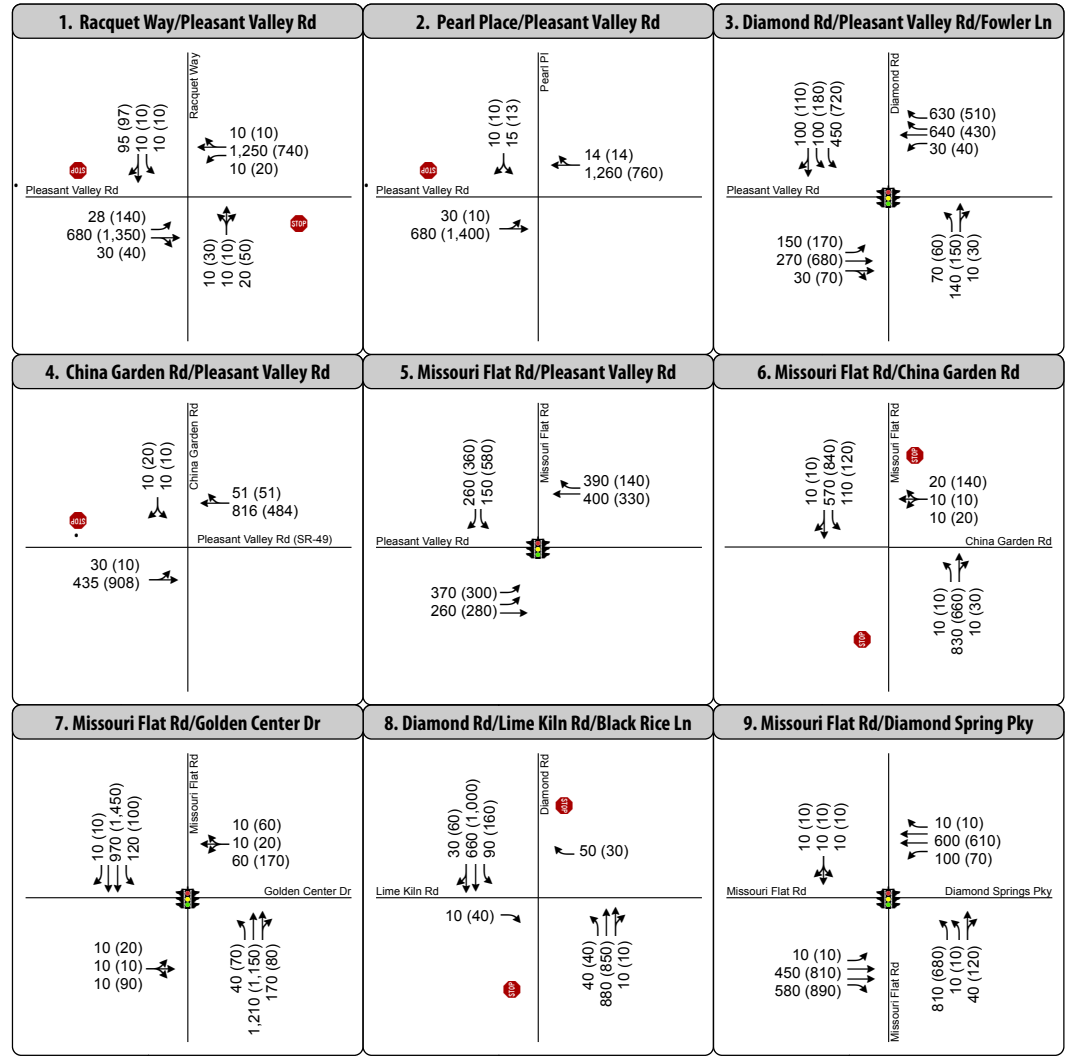 1. Racquet Way/Pleasant Valley Rd
Racquet Way
95 (97)
10 (10)
10 (10)
10 (10)
1,250 (740)
10 (20)
STOP
Pleasant Valley Rd
28 (140)
680 (1,350)
30 (40)
10 (30)
10 (10)
20 (50)
STOP
2. Pearl Place/Pleasant Valley Rd
Pearl Pl
10 (10)
15 (13)
14 (14)
1,260 (760)
STOP
Pleasant Valley Rd
30 (10)
680 (1,400)
3. Diamond Rd/Pleasant Valley Rd/Fowler Ln
Diamond Rd
100 (110)
100 (180)
450 (720)
630 (510)
640 (430)
30 (40)
Pleasant Valley Rd
150 (170)
270 (680)
30 (70)
70 (60)
140 (150)
10 (30)
4. China Garden Rd/Pleasant Valley Rd
China Garden Rd
10 (20)
10 (10)
51 (51)
816 (484)
STOP
Pleasant Valley Rd (SR-49)
30 (10)
435 (908)
5. Missouri Flat Rd/Pleasant Valley Rd
Missouri Flat Rd
260 (360)
150 (580)
390 (140)
400 (330)
Pleasant Valley Rd
370 (300)
260 (280)
6. Missouri Flat Rd/China Garden Rd
Missouri Flat Rd
10 (10)
570 (840)
110 (120)
STOP
20 (140)
10 (10)
10 (20)
China Garden Rd
10 (10)
830 (660)
10 (30)
STOP
7. Missouri Flat Rd/Golden Center Dr
Missouri Flat Rd
10 (10)
970 (1,450)
120 (100)
10 (60)
10 (20)
60 (170)
Golden Center Dr
10 (20)
10 (10)
10 (90)
40 (70)
1,210 (1,150)
170 (80)
8. Diamond Rd/Lime Kiln Rd/Black Rice Ln
Diamond Rd
30 (60)
660 (1,000)
90 (160)
STOP
50 (30)
Lime Kiln Rd
10 (40)
40 (40)
880 (850)
10 (10)
STOP
9. Missouri Flat Rd/Diamond Spring Pky
10 (10)
10 (10)
10 (10)
10 (10)
600 (610)
100 (70)
Missouri Flat Rd
Diamond Springs Pky
10 (10)
450 (810)
580 (890)
Missouri Flat Rd
810 (680)
10 (10)
40 (120)